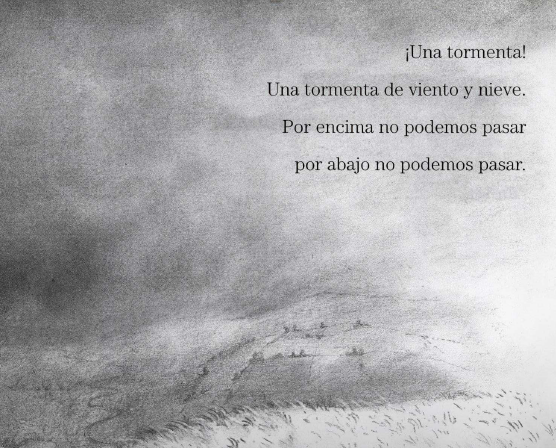 ¡Una tormenta!
Una tormenta de viento y nieve.
Por encima no podemos pasar
por abajo no podemos pasar.